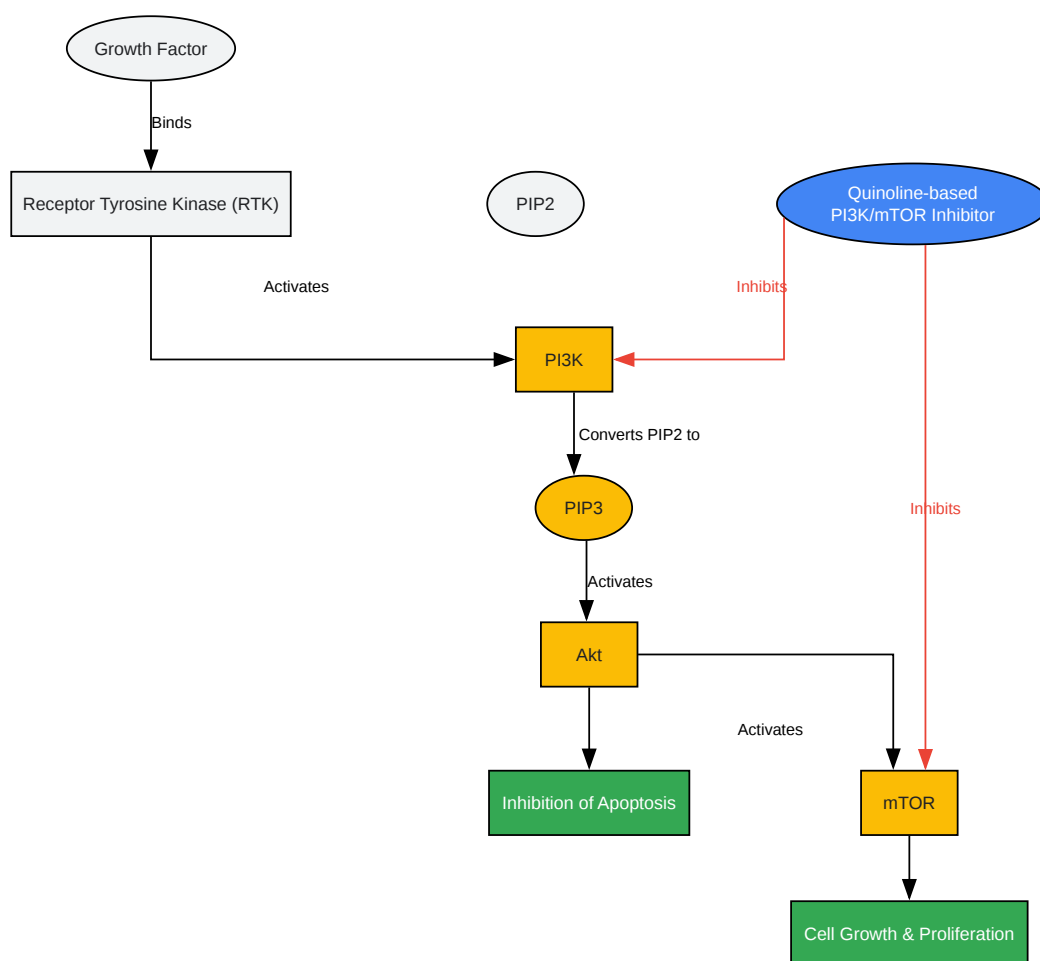 Growth Factor
Binds
Receptor Tyrosine Kinase (RTK)
PIP2
Quinoline-based
PI3K/mTOR Inhibitor
Activates
Inhibits
PI3K
Converts PIP2 to
PIP3
Inhibits
Activates
Akt
Activates
Inhibition of Apoptosis
mTOR
Cell Growth & Proliferation